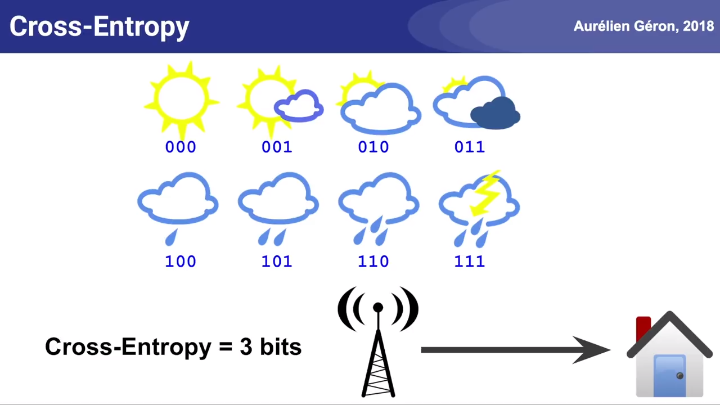 Cross-Entropy
Aurélien Géron, 2018
000 001 010 011
100 101 110 111
Cross-Entropy = 3 bits